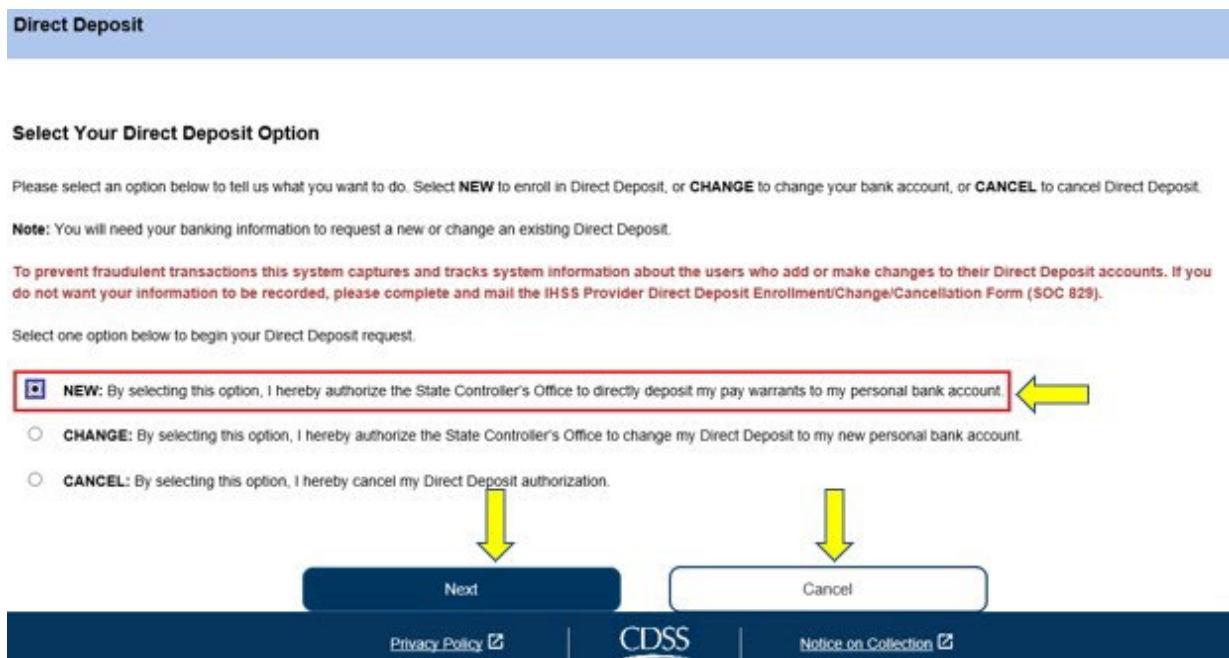 Direct Deposit
Select Your Direct Deposit Option
Please select an option below to tell us what you want to do. Select NEW to enroll in Direct Deposit, or CHANGE to change your bank account, or CANCEL to cancel Direct Deposit.
Note: You will need your banking information to request a new or change an existing Direct Deposit.
To prevent fraudulent transactions this system captures and tracks system information about the users who add or make changes to their Direct Deposit accounts. If you
do not want your information to be recorded, please complete and mail the IHSS Provider Direct Deposit Enrollment/Change/Cancellation Form (SOC 829).
Select one option below to begin your Direct Deposit request.
NEW: By selecting this option, I hereby authorize the State Controller's Office to directly deposit my pay warrants to my personal bank account.
CHANGE: By selecting this option, I hereby authorize the State Controller's Office to change my Direct Deposit to my new personal bank account.
CANCEL: By selecting this option, I hereby cancel my Direct Deposit authorization.
Next Cancel
Privacy Policy CDSS Notice on Collection